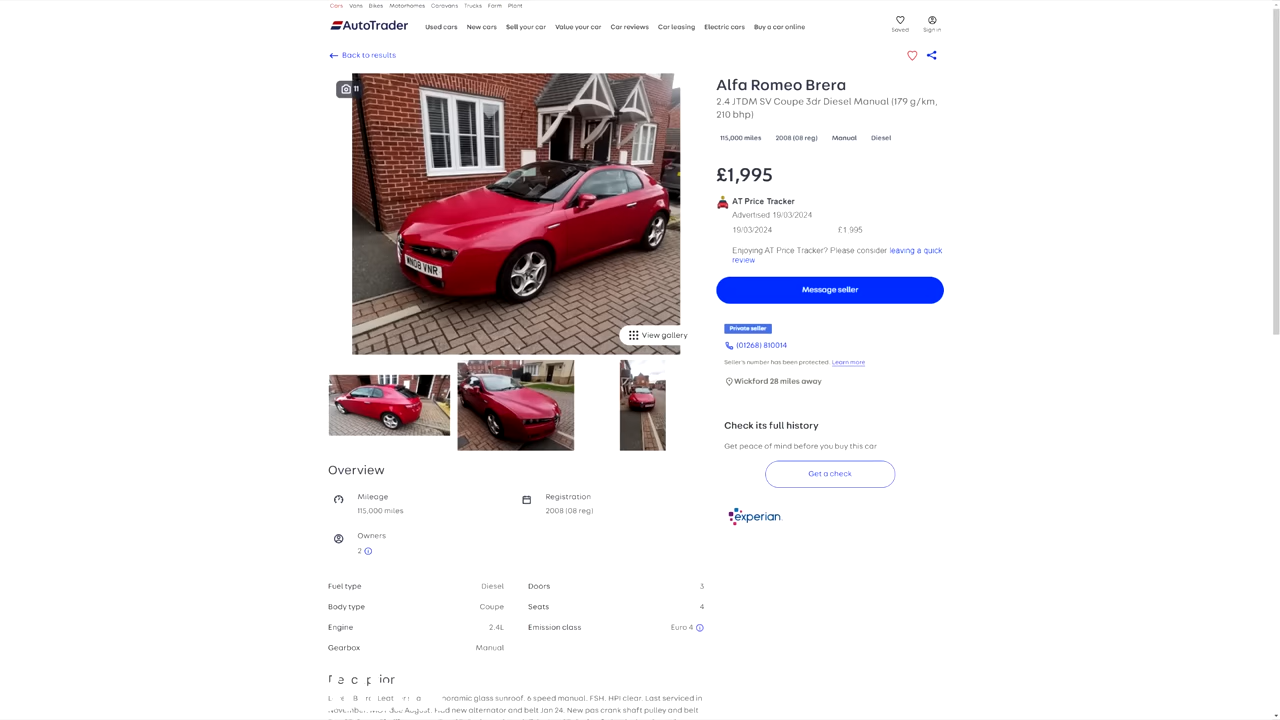 Cars Vans Bikes Motorhomes Caravans Trucks Farm Plant
AutoTrader
Used cars New cars Sell your car Value your car Car reviews Car leasing Electric cars Buy a car online
Saved Sign in
Back to results
11
Alfa Romeo Brera
2.4 JTDM SV Coupe 3dr Diesel Manual (179 g/km,
210 bhp)
115,000 miles 2008 (08 reg) Manual Diesel
£1,995
AT Price Tracker
Advertised 19/03/2024
19/03/2024 £1 995
Enjoying AT Price Tracker? Please consider leaving a quick
review
Message seller
WN08 VNR
View gallery
Private seller
(01268) 810014
Seller's number has been protected. Learn more
Wickford 28 miles away
Check its full history
Get peace of mind before you buy this car
Get a check
experian.
Overview
Mileage
115,000 miles
Registration
2008 (08 reg)
Owners
2
Fuel type Diesel
Doors 3
Body type Coupe
Seats 4
Engine 2.4L
Emission class Euro 4
Gearbox Manual
glass sunroof. 6 speed manual. FSH. HPI clear. Last serviced in
due August. Had new alternator and belt Jan 24. New pas crank shaft pulley and belt